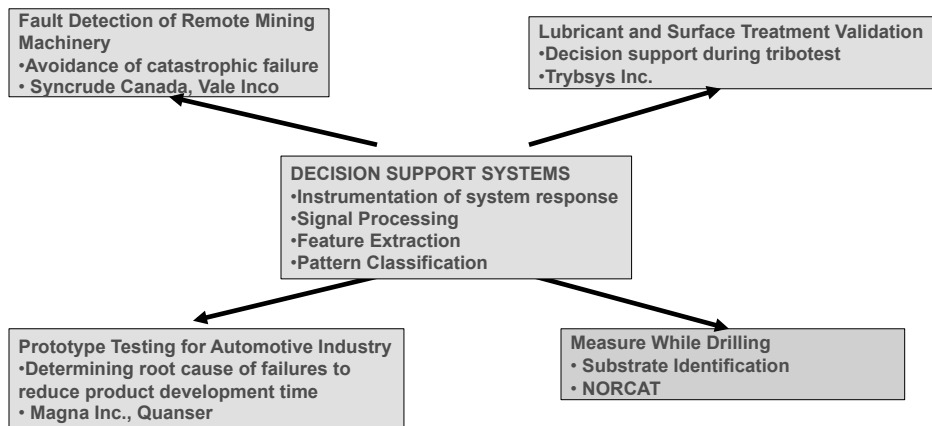 Fault Detection of Remote Mining
Machinery
•Avoidance of catastrophic failure
• Syncrude Canada, Vale Inco
Lubricant and Surface Treatment Validation
•Decision support during tribotest
•Trybsys Inc.
DECISION SUPPORT SYSTEMS
•Instrumentation of system response
•Signal Processing
•Feature Extraction
•Pattern Classification
Prototype Testing for Automotive Industry
•Determining root cause of failures to
reduce product development time
• Magna Inc., Quanser
Measure While Drilling
• Substrate Identification
• NORCAT